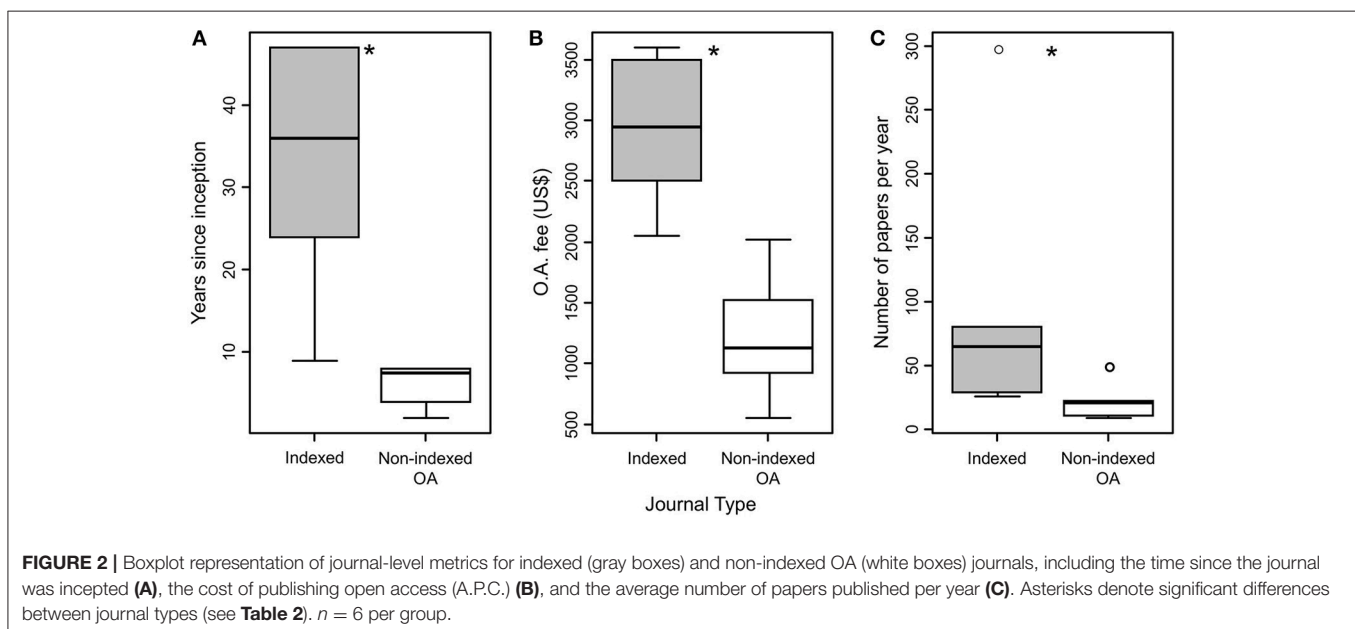 A
*
Years since inception
40
30
20
10
Indexed
Non-indexed
OA
B
*
O.A. fee (US$)
3500
3000
2500
2000
1500
1000
500
Indexed
Non-indexed
OA
Journal Type
C
*
Number of papers per year
300
250
200
150
100
50
0
Indexed
Non-indexed
OA
FIGURE 2 | Boxplot representation of journal-level metrics for indexed (gray boxes) and non-indexed OA (white boxes) journals, including the time since the journal
was incepted (A), the cost of publishing open access (A.P.C.) (B), and the average number of papers published per year (C). Asterisks denote significant differences
between journal types (see Table 2). n = 6 per group.